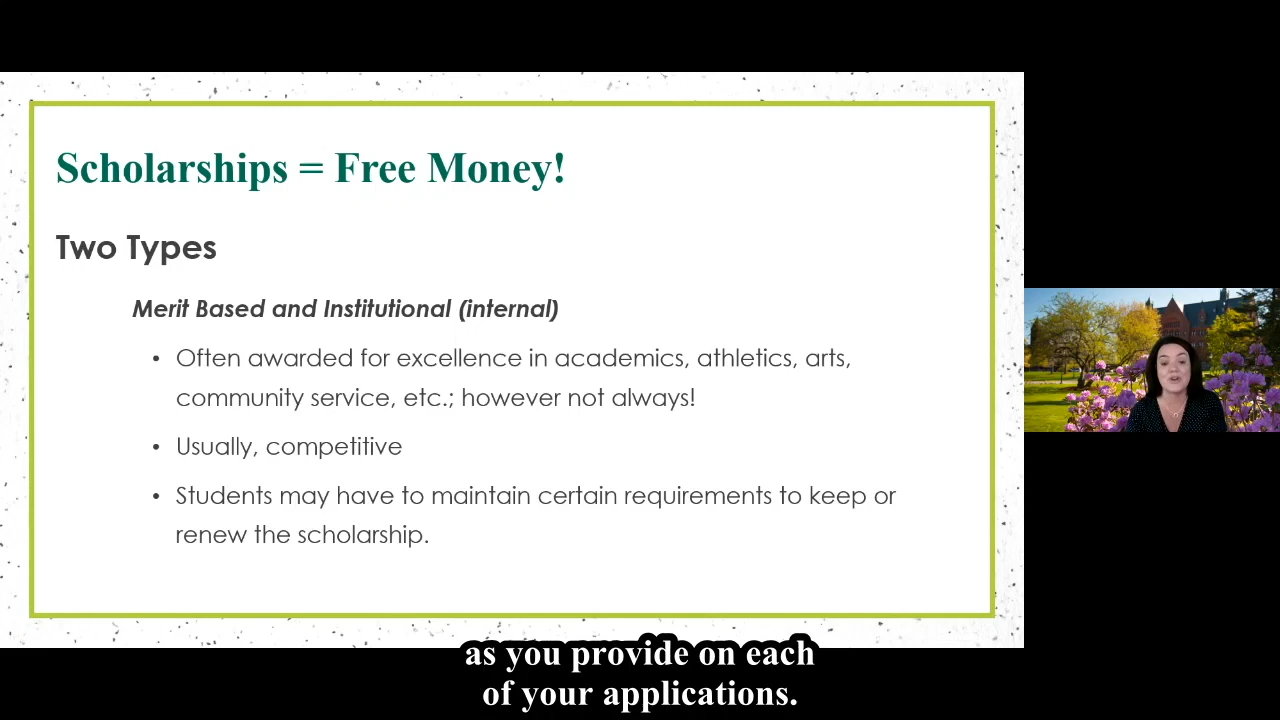 Scholarships = Free Money!
Two Types
Merit Based and Institutional (internal)
• Often awarded for excellence in academics, athletics, arts,
community service, etc.; however not always!
• Usually, competitive
• Students may have to maintain certain requirements to keep or
renew the scholarship.
as you provide on each
of your applications.